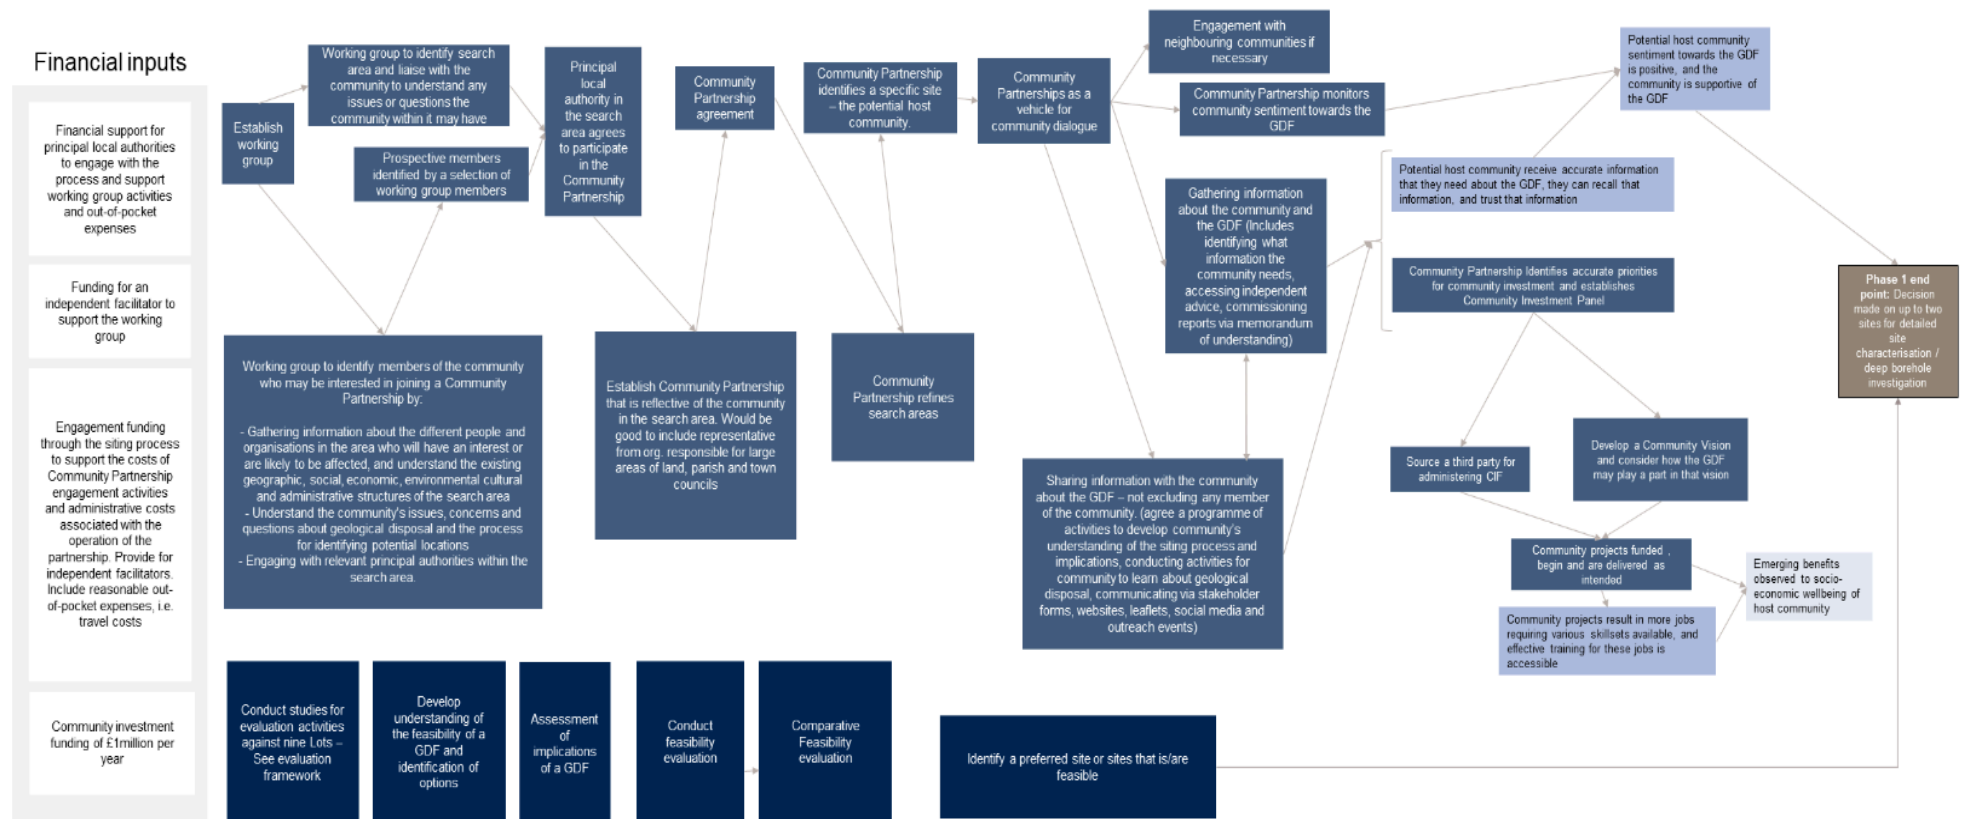 Financial inputs
Financial support for
principal local authorities
to engage with the
process and support
working group activities
and out-of-pocket
expenses
Funding for an
independent facilitator to
support the working
group
Engagement funding
through the siting process
to support the costs of
Community Partnership
engagement activities
and administrative costs
associated with the
operation of the
partnership. Provide for
independent facilitators.
Include reasonable out-
of-pocket expenses, i.e.
travel costs
Community investment
funding of £1million per
year
Establish
working
group
Working group to identify search
area and liaise with the
community to understand any
issues or questions the
community within it may have
Prospective members
identified by a selection of
working group members
Working group to identify members of the community
who may be interested in joining a Community
Partnership by:
- Gathering information about the different people and
organisations in the area who will have an interest or
are likely to be affected, and understand the existing
geographic, social, economic, environmental cultural
and administrative structures of the search area
- Understand the community's issues, concerns and
questions about geological disposal and the process
for identifying potential locations
- Engaging with relevant principal authorities within the
search area.
Principal
local
authority in
the search
area agrees
to participate
in the
Community
Partnership
Establish Community Partnership
that is reflective of the community
in the search area. Would be
good to include representative
from org. responsible for large
areas of land, parish and town
councils
Community
Partnership
agreement
Community
Partnership refines
search areas
Community Partnership
identifies a specific site
– the potential host
community.
Community
Partnerships as a
vehicle for
community dialogue
Engagement with
neighbouring communities if
necessary
Community Partnership monitors
community sentiment towards the
GDF
Gathering information
about the community and
the GDF (Includes
identifying what
information the
community needs,
accessing independent
advice, commissioning
reports via memorandum
of understanding)
Sharing information with the community
about the GDF – not excluding any member
of the community. (agree a programme of
activities to develop community's
understanding of the siting process and
implications, conducting activities for
community to learn about geological
disposal, communicating via stakeholder
forms, websites, leaflets, social media and
outreach events)
Potential host community
sentiment towards the GDF
is positive, and the
community is supportive of
the GDF
Potential host community receive accurate information
that they need about the GDF, they can recall that
information, and trust that information
Community Partnership Identifies accurate priorities
for community investment and establishes
Community Investment Panel
Source a third party for
administering CIF
Develop a Community Vision
and consider how the GDF
may play a part in that vision
Community projects funded ,
begin and are delivered as
intended
Community projects result in more jobs
requiring various skillsets available, and
effective training for these jobs is
accessible
Emerging benefits
observed to socio-
economic wellbeing of
host community
Phase 1 end
point: Decision
made on up to two
sites for detailed
site
characterisation /
deep borehole
investigation
Conduct studies for
evaluation activities
against nine Lots –
See evaluation
framework
Develop
understanding of
the feasibility of a
GDF and
identification of
options
Assessment
of
implications
of a GDF
Conduct
feasibility
evaluation
Comparative
Feasibility
evaluation
Identify a preferred site or sites that is/are
feasible